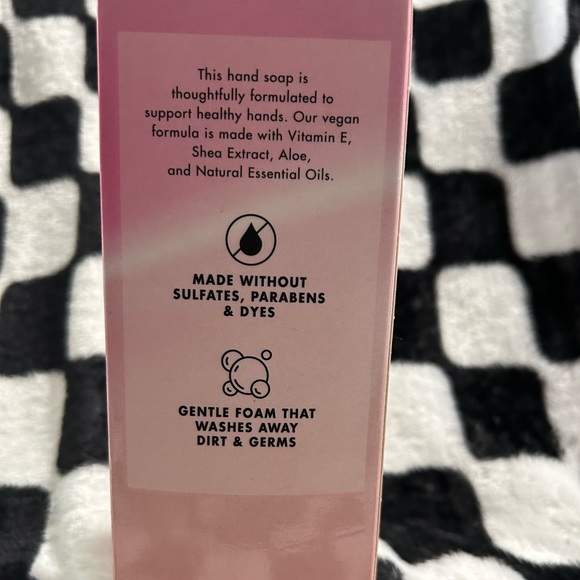 This hand soap is
thoughtfully formulated to
support healthy hands. Our vegan
formula is made with Vitamin E,
Shea Extract, Aloe,
and Natural Essential Oils.
MADE WITHOUT
SULFATES, PARABENS
& DYES
GENTLE FOAM THAT
WASHES AWAY
DIRT & GERMS